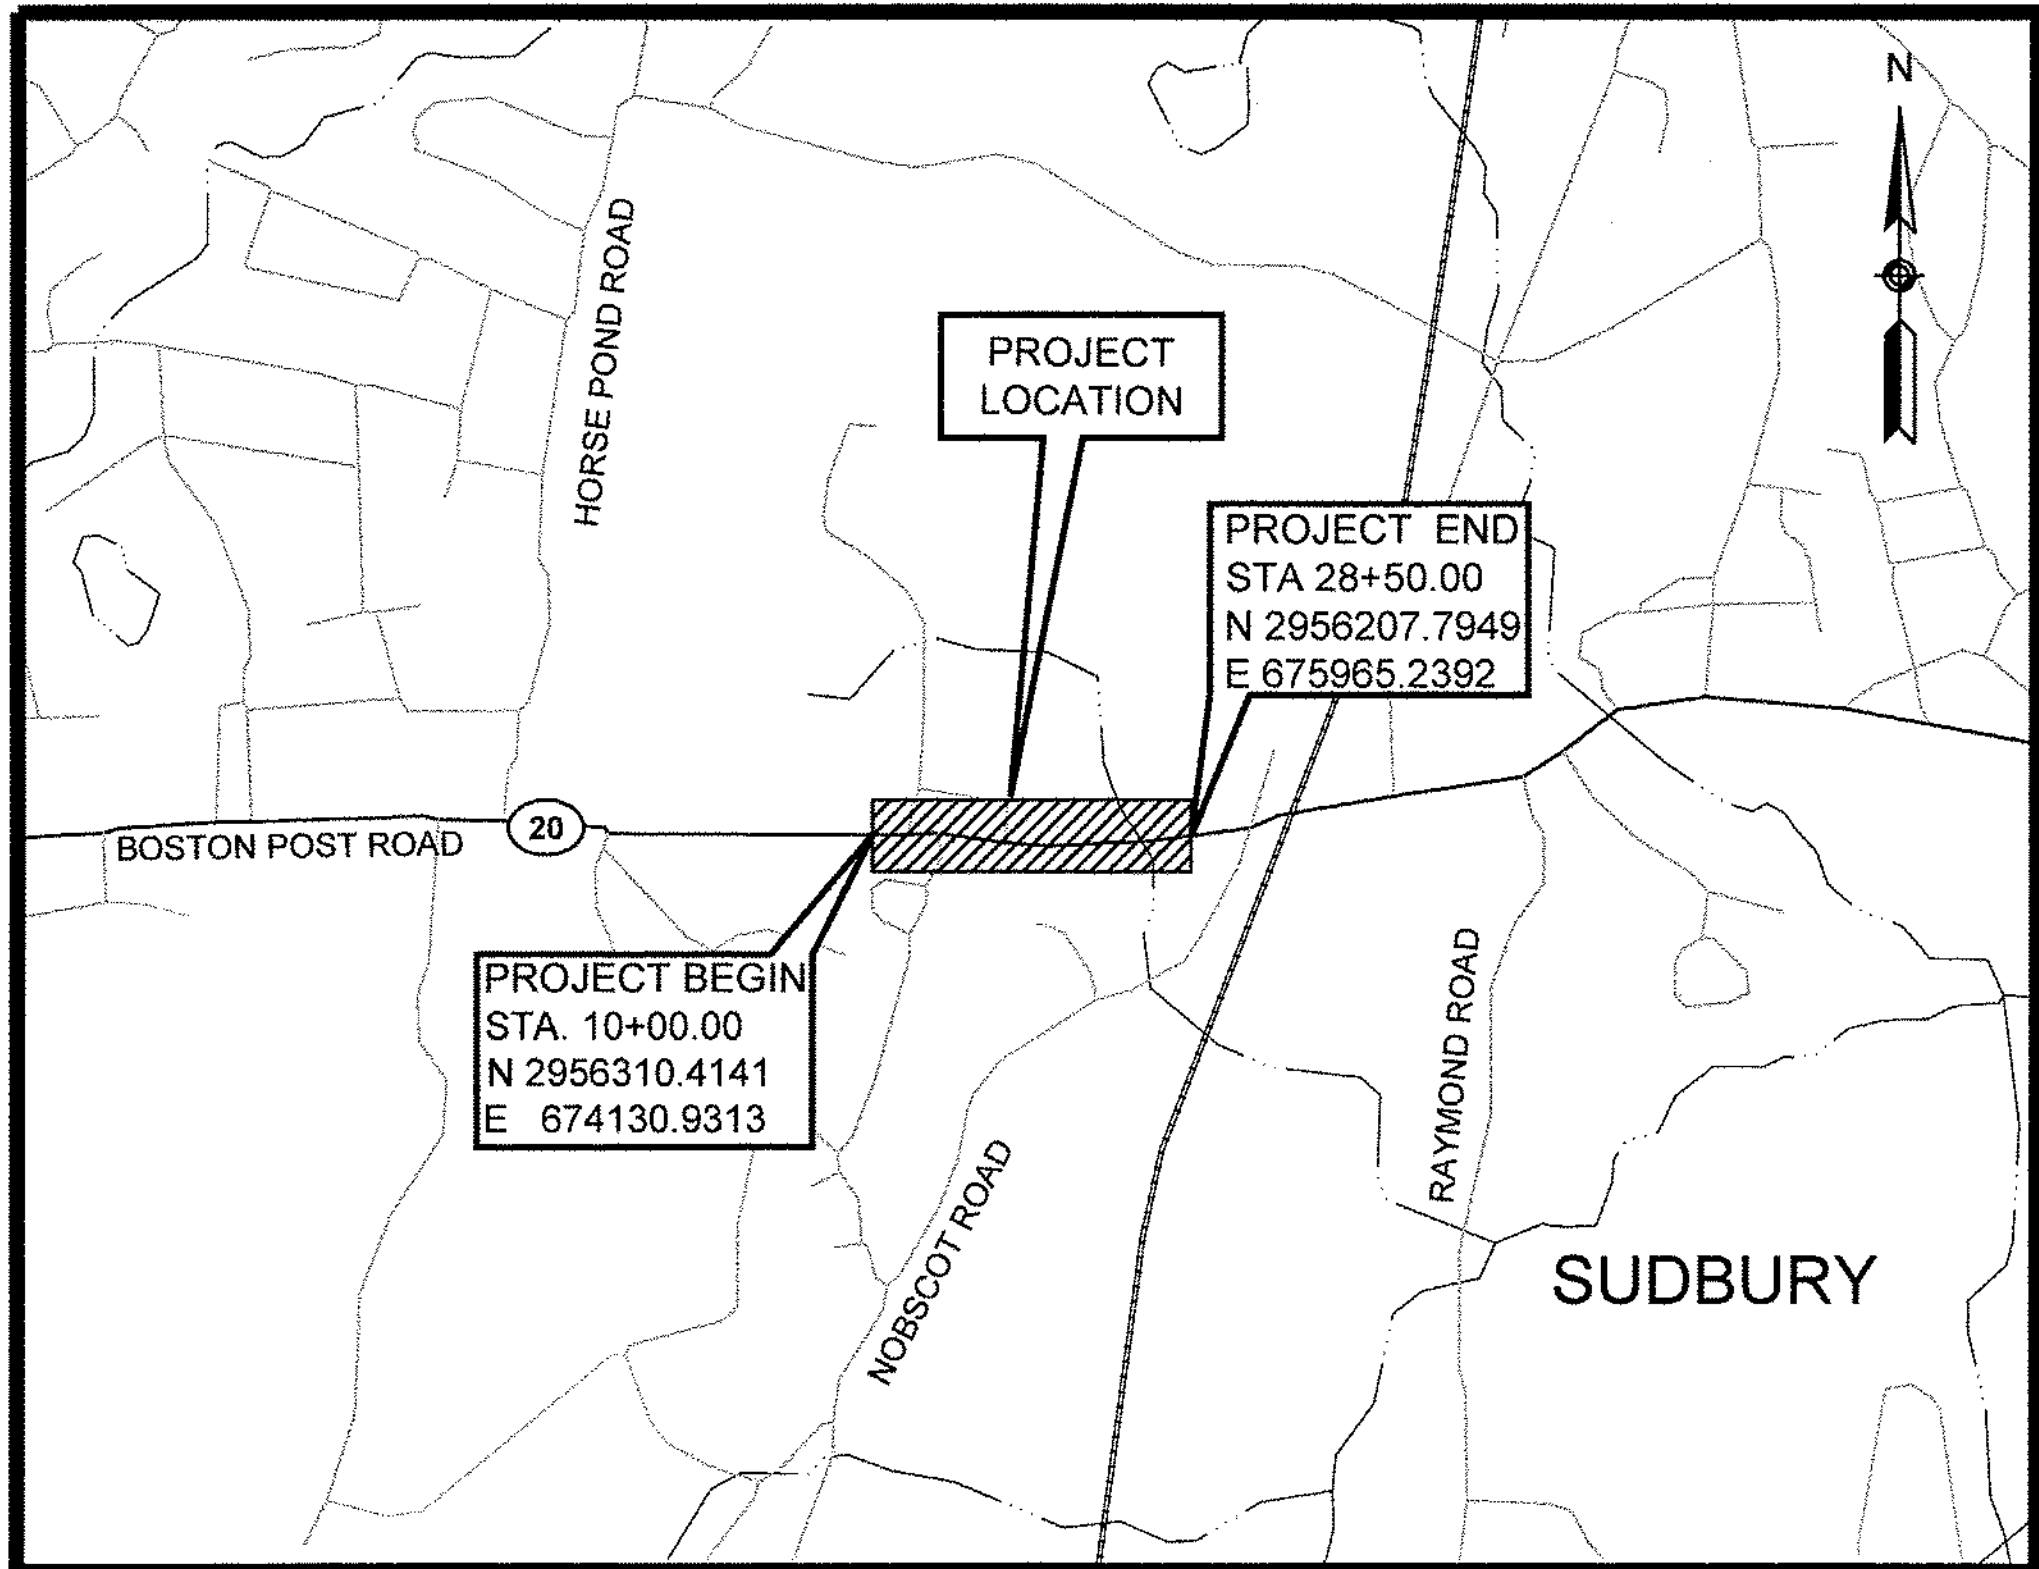 N
HORSE POND ROAD
PROJECT
LOCATION
PROJECT END
STA 28+50.00
N 2956207.7949
E 675965.2392
20
BOSTON POST ROAD
PROJECT BEGIN
STA. 10+00.00
N 2956310.4141
E 674130.9313
RAYMOND ROAD
NOBSCOT ROAD
SUDBURY